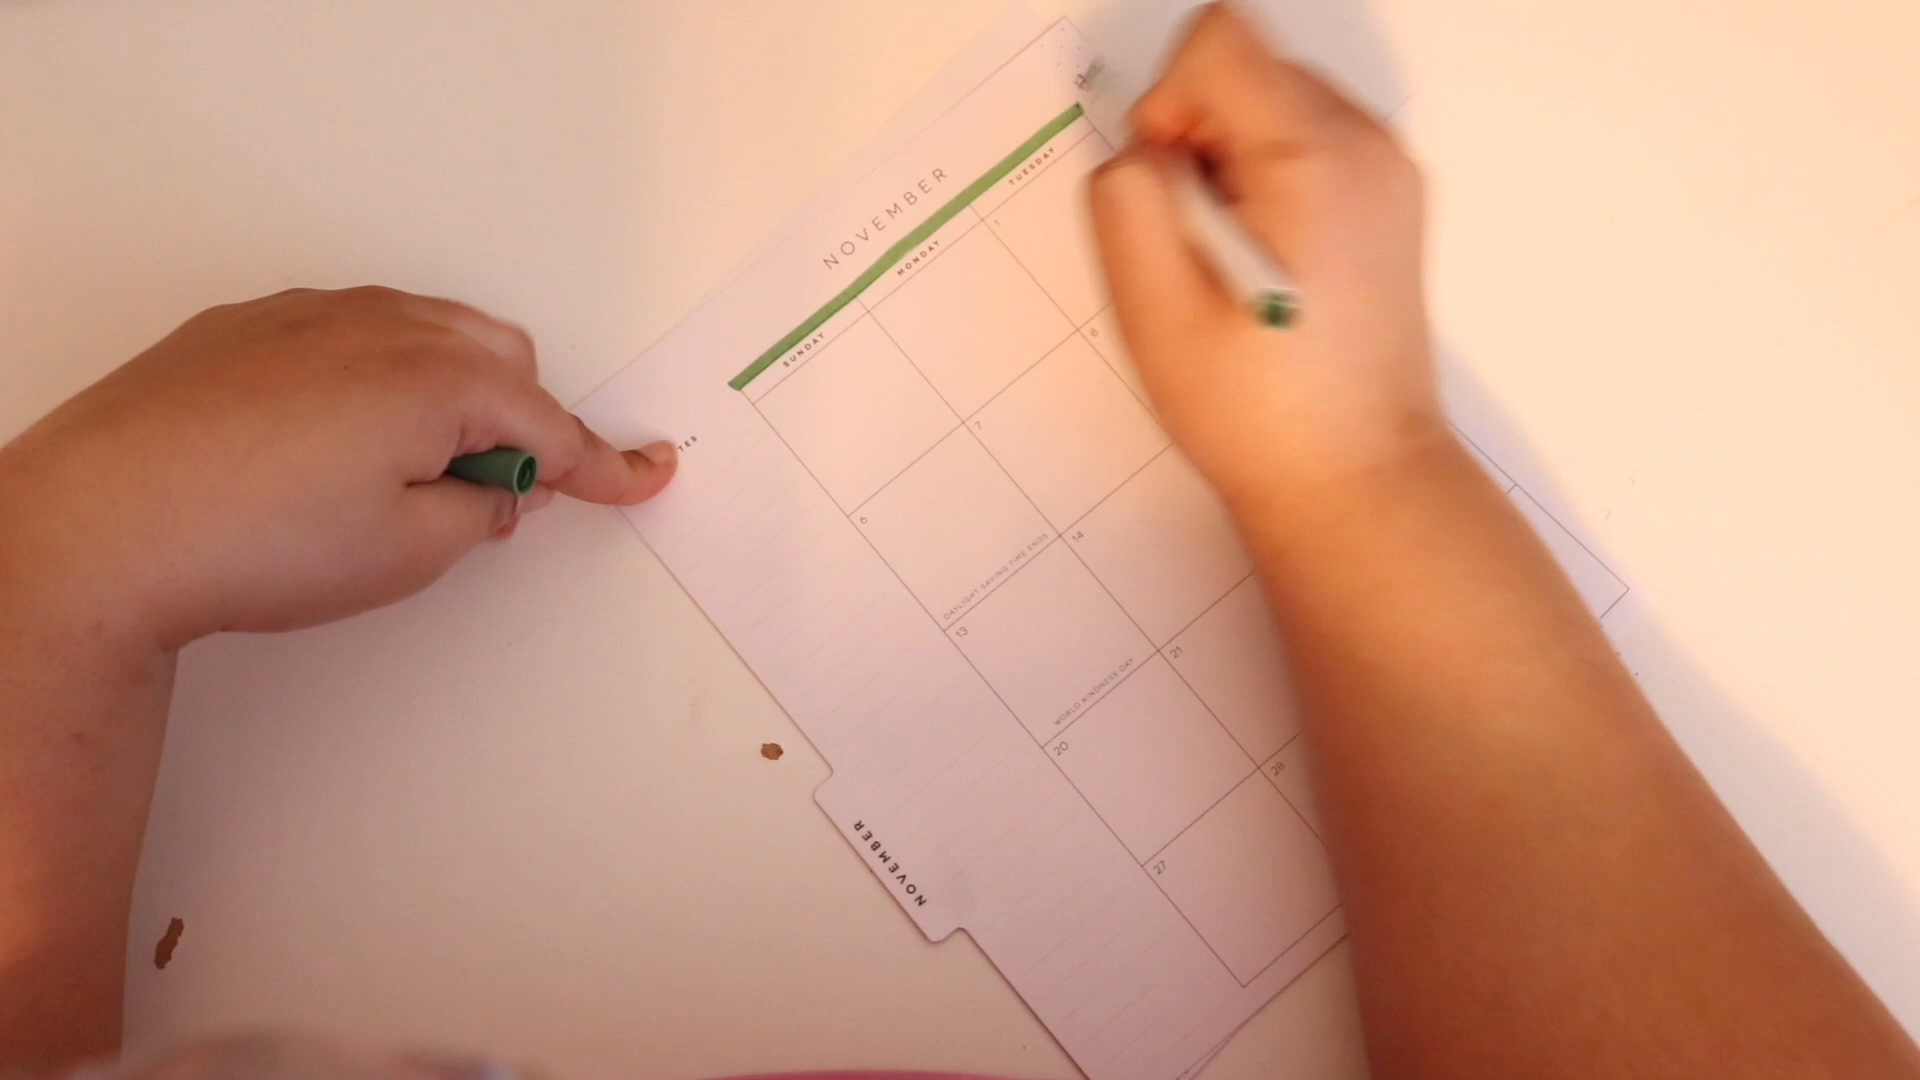 NOVEMBER
SUNDAY MONDAY TUESDAY
TES
1
6 7 8
DAYLIGHT SAVING TIME ENDS
13 14
WORLD KINDNESS DAY
20 21
27 28
NOVEMBER